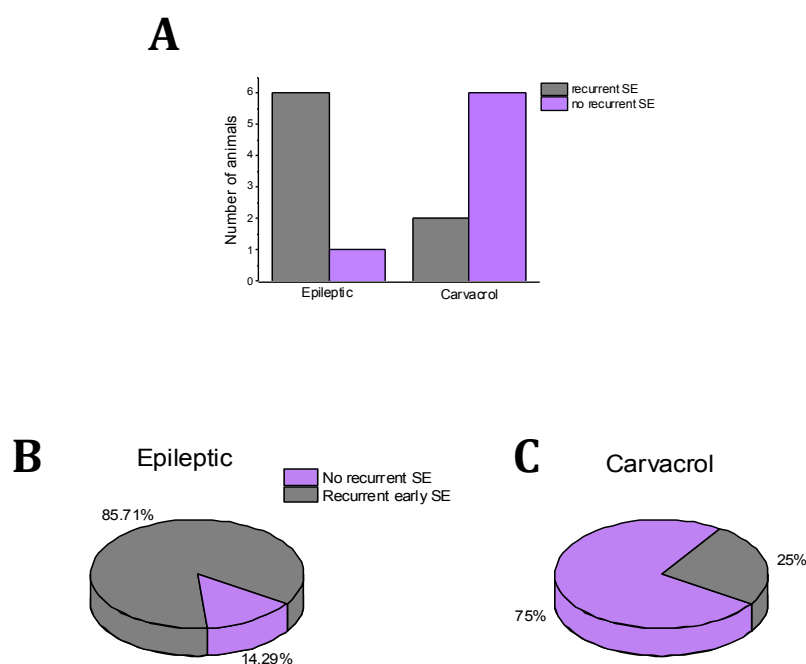 A
recurrent SE
no recurrent SE
Number of animals
6
5
4
3
2
1
0
Epileptic
Carvacrol
B
Epileptic
No recurrent SE
Recurrent early SE
85.71%
14.29%
C
Carvacrol
25%
75%